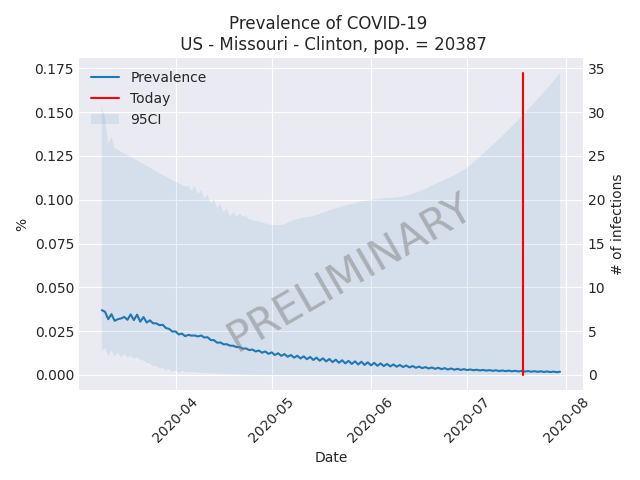 Prevalence of COVID-19
US - Missouri - Clinton, pop. = 20387
Prevalence
Today
95CI
0.175
0.150
0.125
0.100
0.075
0.050
0.025
0.000
%
35
30
25
20
15
10
5
0
# of infections
PRELIMINARY
2020-04
2020-05
2020-06
2020-07
2020-08
Date